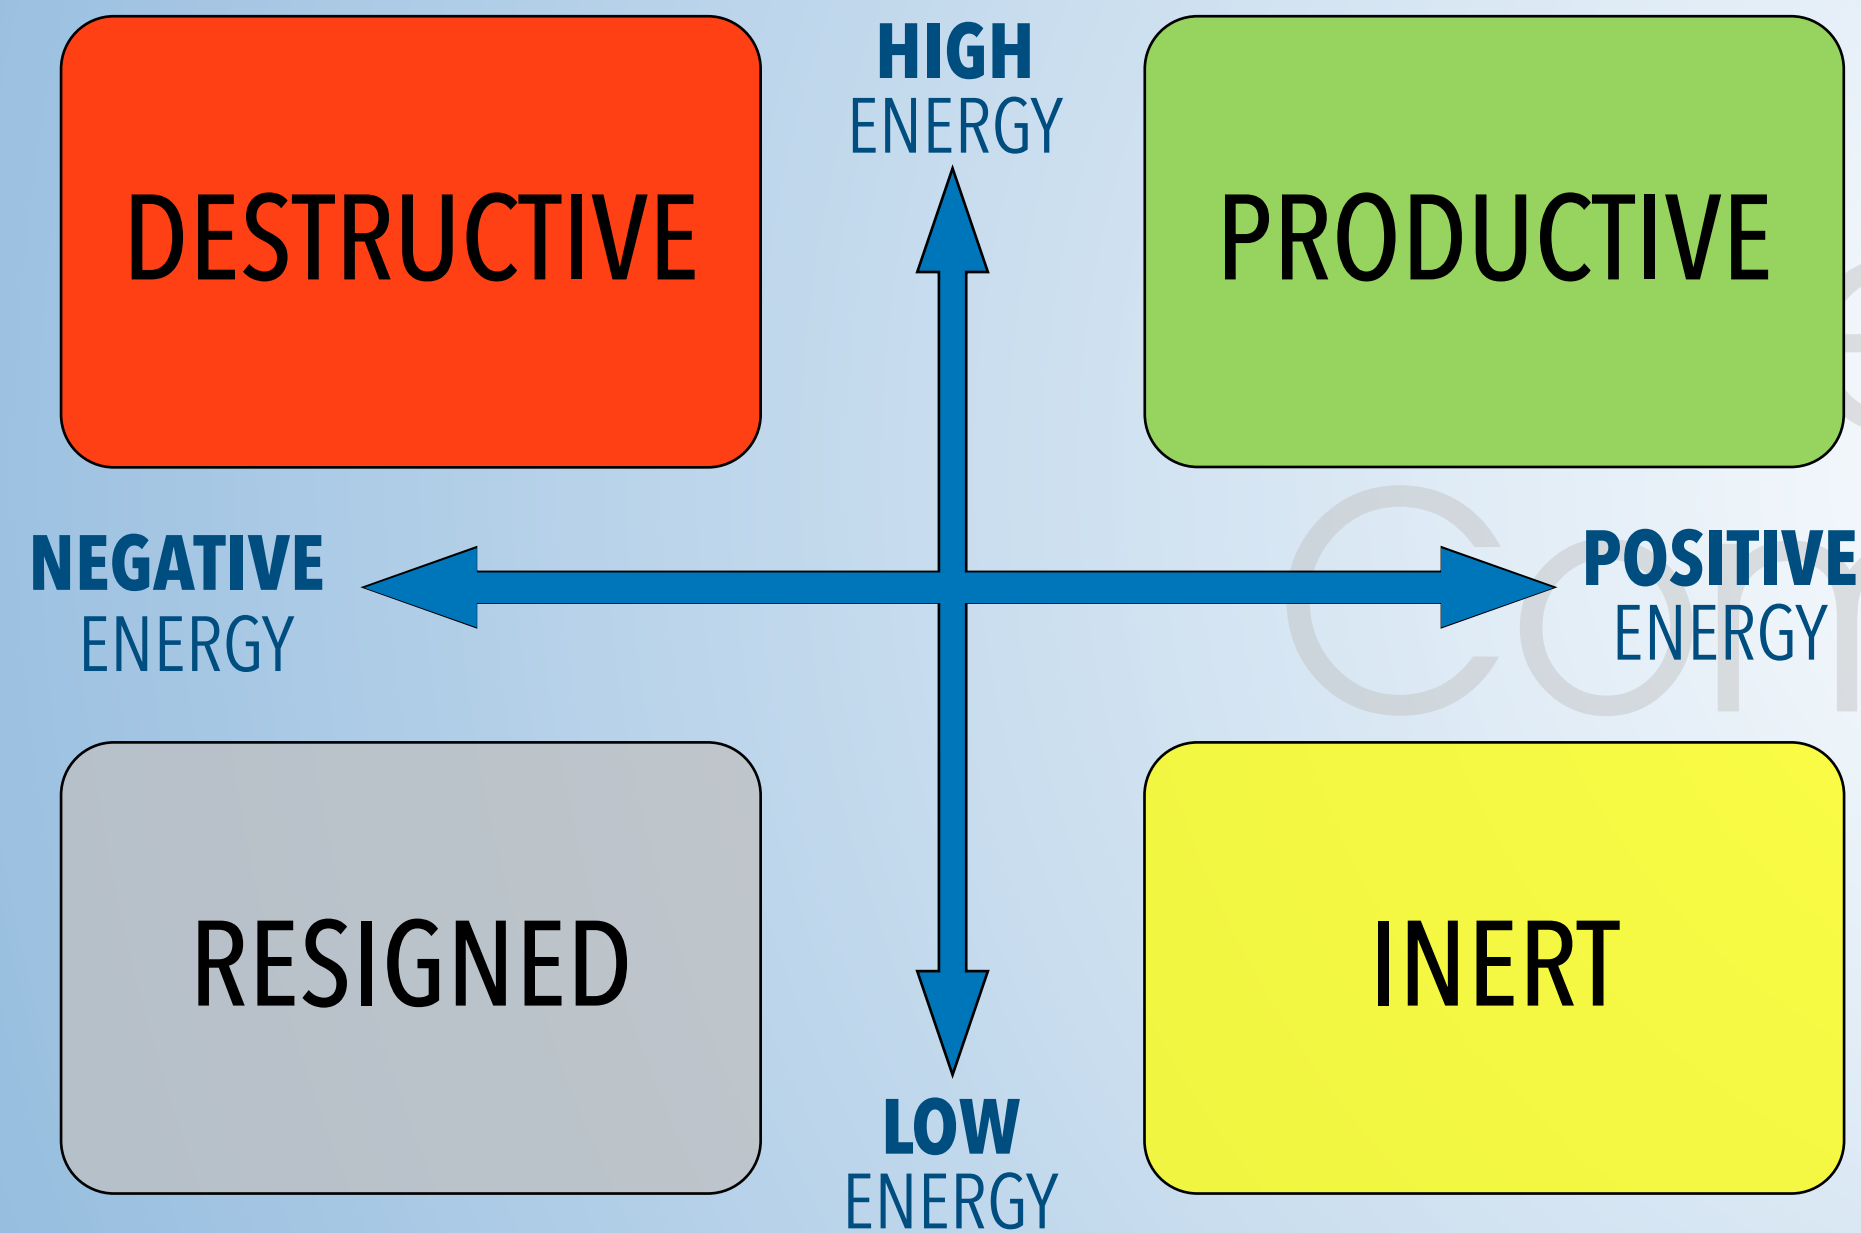 HIGH
ENERGY
DESTRUCTIVE
PRODUCTIVE
NEGATIVE
ENERGY
POSITIVE
ENERGY
RESIGNED
INERT
LOW
ENERGY